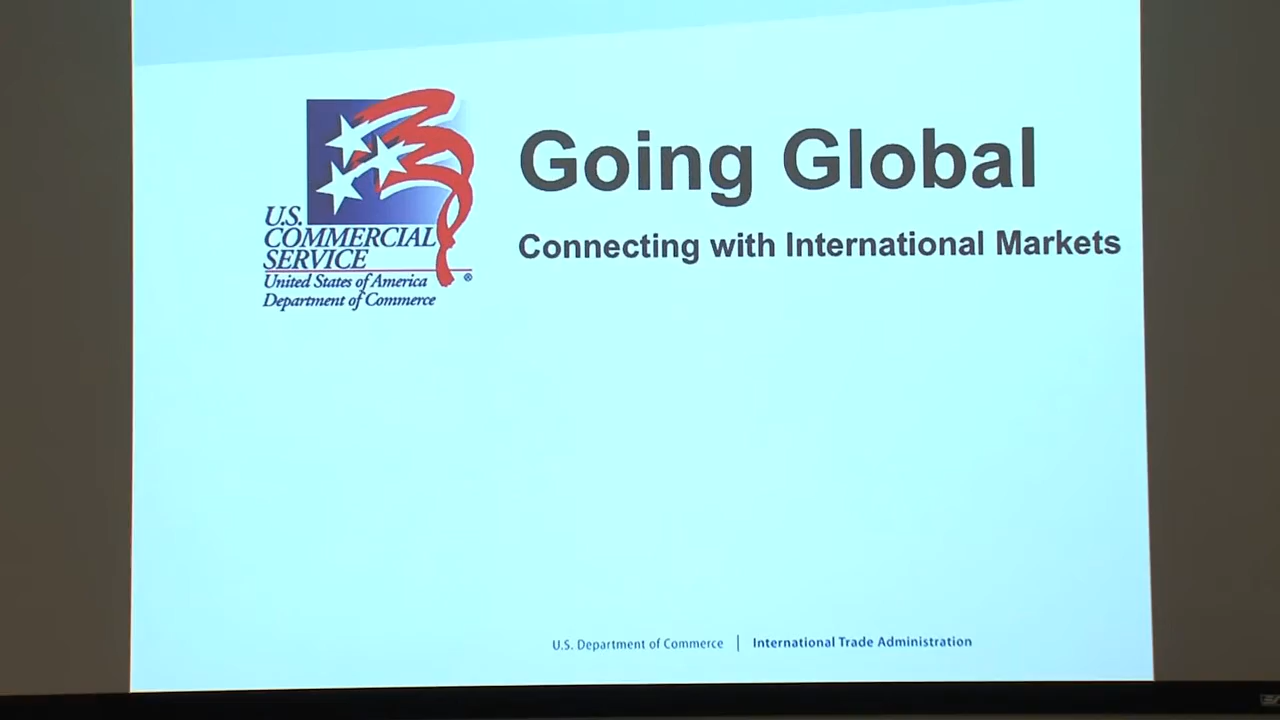 Going Global
Connecting with International Markets
U.S.
COMMERCIAL
SERVICE
United States of America
Department of Commerce
®
U.S. Department of Commerce | International Trade Administration